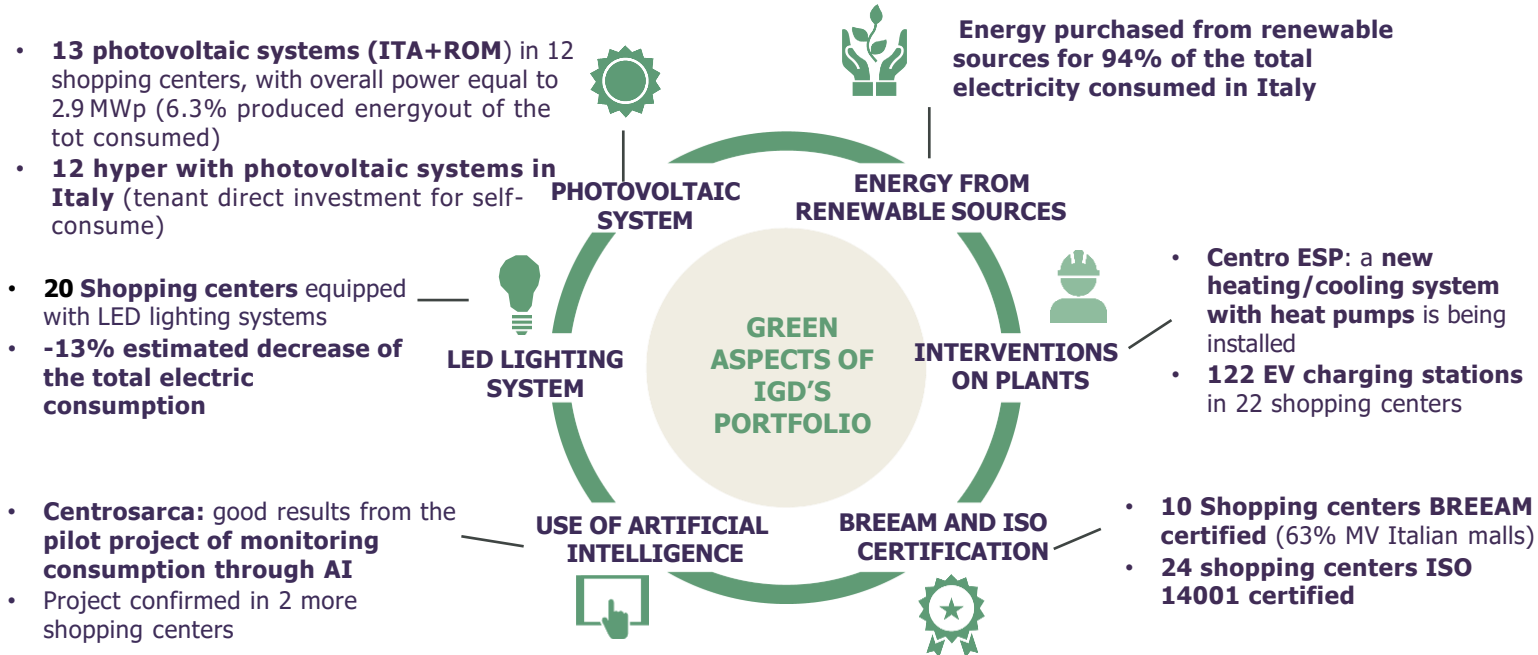 • 13 photovoltaic systems (ITA+ROM) in 12
shopping centers, with overall power equal to
2.9 MWp (6.3% produced energyout of the
tot consumed)
• 12 hyper with photovoltaic systems in
Italy (tenant direct investment for self-
consume)
PHOTOVOLTAIC
SYSTEM
Energy purchased from renewable
sources for 94% of the total
electricity consumed in Italy
ENERGY FROM
RENEWABLE SOURCES
• 20 Shopping centers equipped
with LED lighting systems
• -13% estimated decrease of
the total electric
consumption
LED LIGHTING
SYSTEM
GREEN
ASPECTS OF
IGD'S
PORTFOLIO
INTERVENTIONS
ON PLANTS
• Centro ESP: a new
heating/cooling system
with heat pumps is being
installed
• 122 EV charging stations
in 22 shopping centers
• Centrosarca: good results from the
pilot project of monitoring
consumption through AI
• Project confirmed in 2 more
shopping centers
USE OF ARTIFICIAL
INTELLIGENCE
BREEAM AND ISO
CERTIFICATION
• 10 Shopping centers BREEAM
certified (63% MV Italian malls)
• 24 shopping centers ISO
14001 certified